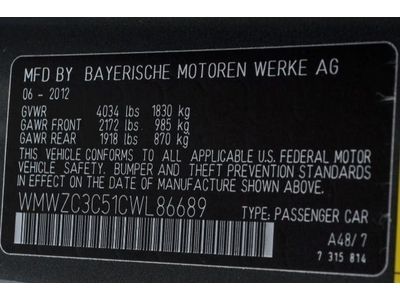 MFD BY BAYERISCHE MOTOREN WERKE AG
06 - 2012
GVWR 4034 lbs 1830 kg
GAWR FRONT 2172 lbs 985 kg
GAWR REAR 1918 lbs 870 kg
THIS VEHICLE CONFORMS TO ALL APPLICABLE U.S. FEDERAL MOTOR
VEHICLE SAFETY, BUMPER AND THEFT PREVENTION STANDARDS
IN EFFECT ON THE DATE OF MANUFACTURE SHOWN ABOVE.
WMWZC3C51CWL86689 TYPE: PASSENGER CAR
A48/7
7 315 814